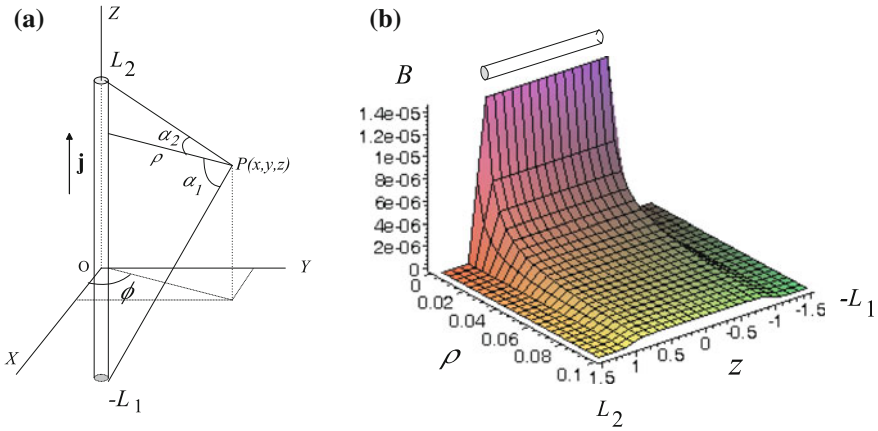 (a)
Z
L2
j
α2
ρ
P(x,y,z)
α1
O
Y
ϕ
X
-L1
(b)
B
1.4e-05
1.2e-05
1e-05
8e-06
6e-06
4e-06
2e-06
0
0
0.02
0.04
0.06
0.08
0.1
ρ
1.5
1
0.5
0
-0.5
-1
-1.5
z
-L1
L2